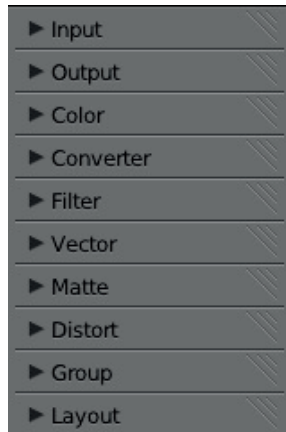 Input
Output
Color
Converter
Filter
Vector
Matte
Distort
Group
Layout